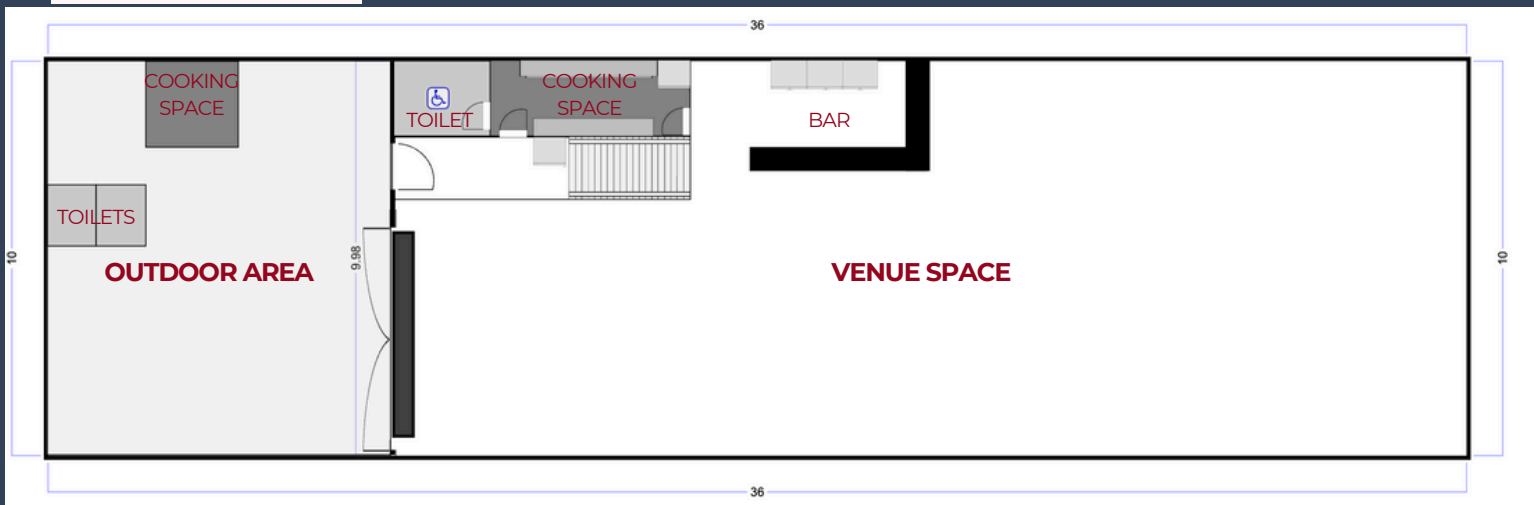 36
COOKING
SPACE
TOILET
COOKING
SPACE
BAR
TOILETS
10
9.98
OUTDOOR AREA
VENUE SPACE
10
36